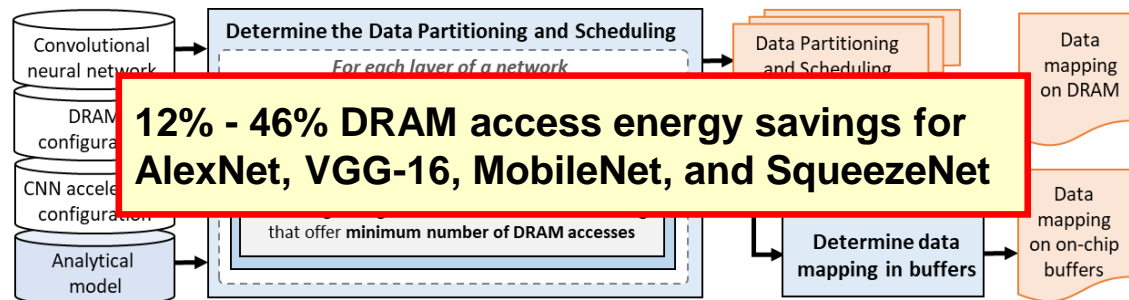 Convolutional
neural network
DRAM
CNN
Analytical
model
Determine the Data Partitioning and Scheduling
For each layer of a network
12% - 46% DRAM access energy savings for
AlexNet, VGG-16, MobileNet, and SqueezeNet
that offer minimum number of DRAM accesses
Data Partitioning
and Scheduling
Determine data
mapping in buffers
Data
mapping
on DRAM
Data
mapping
on on-chip
buffers